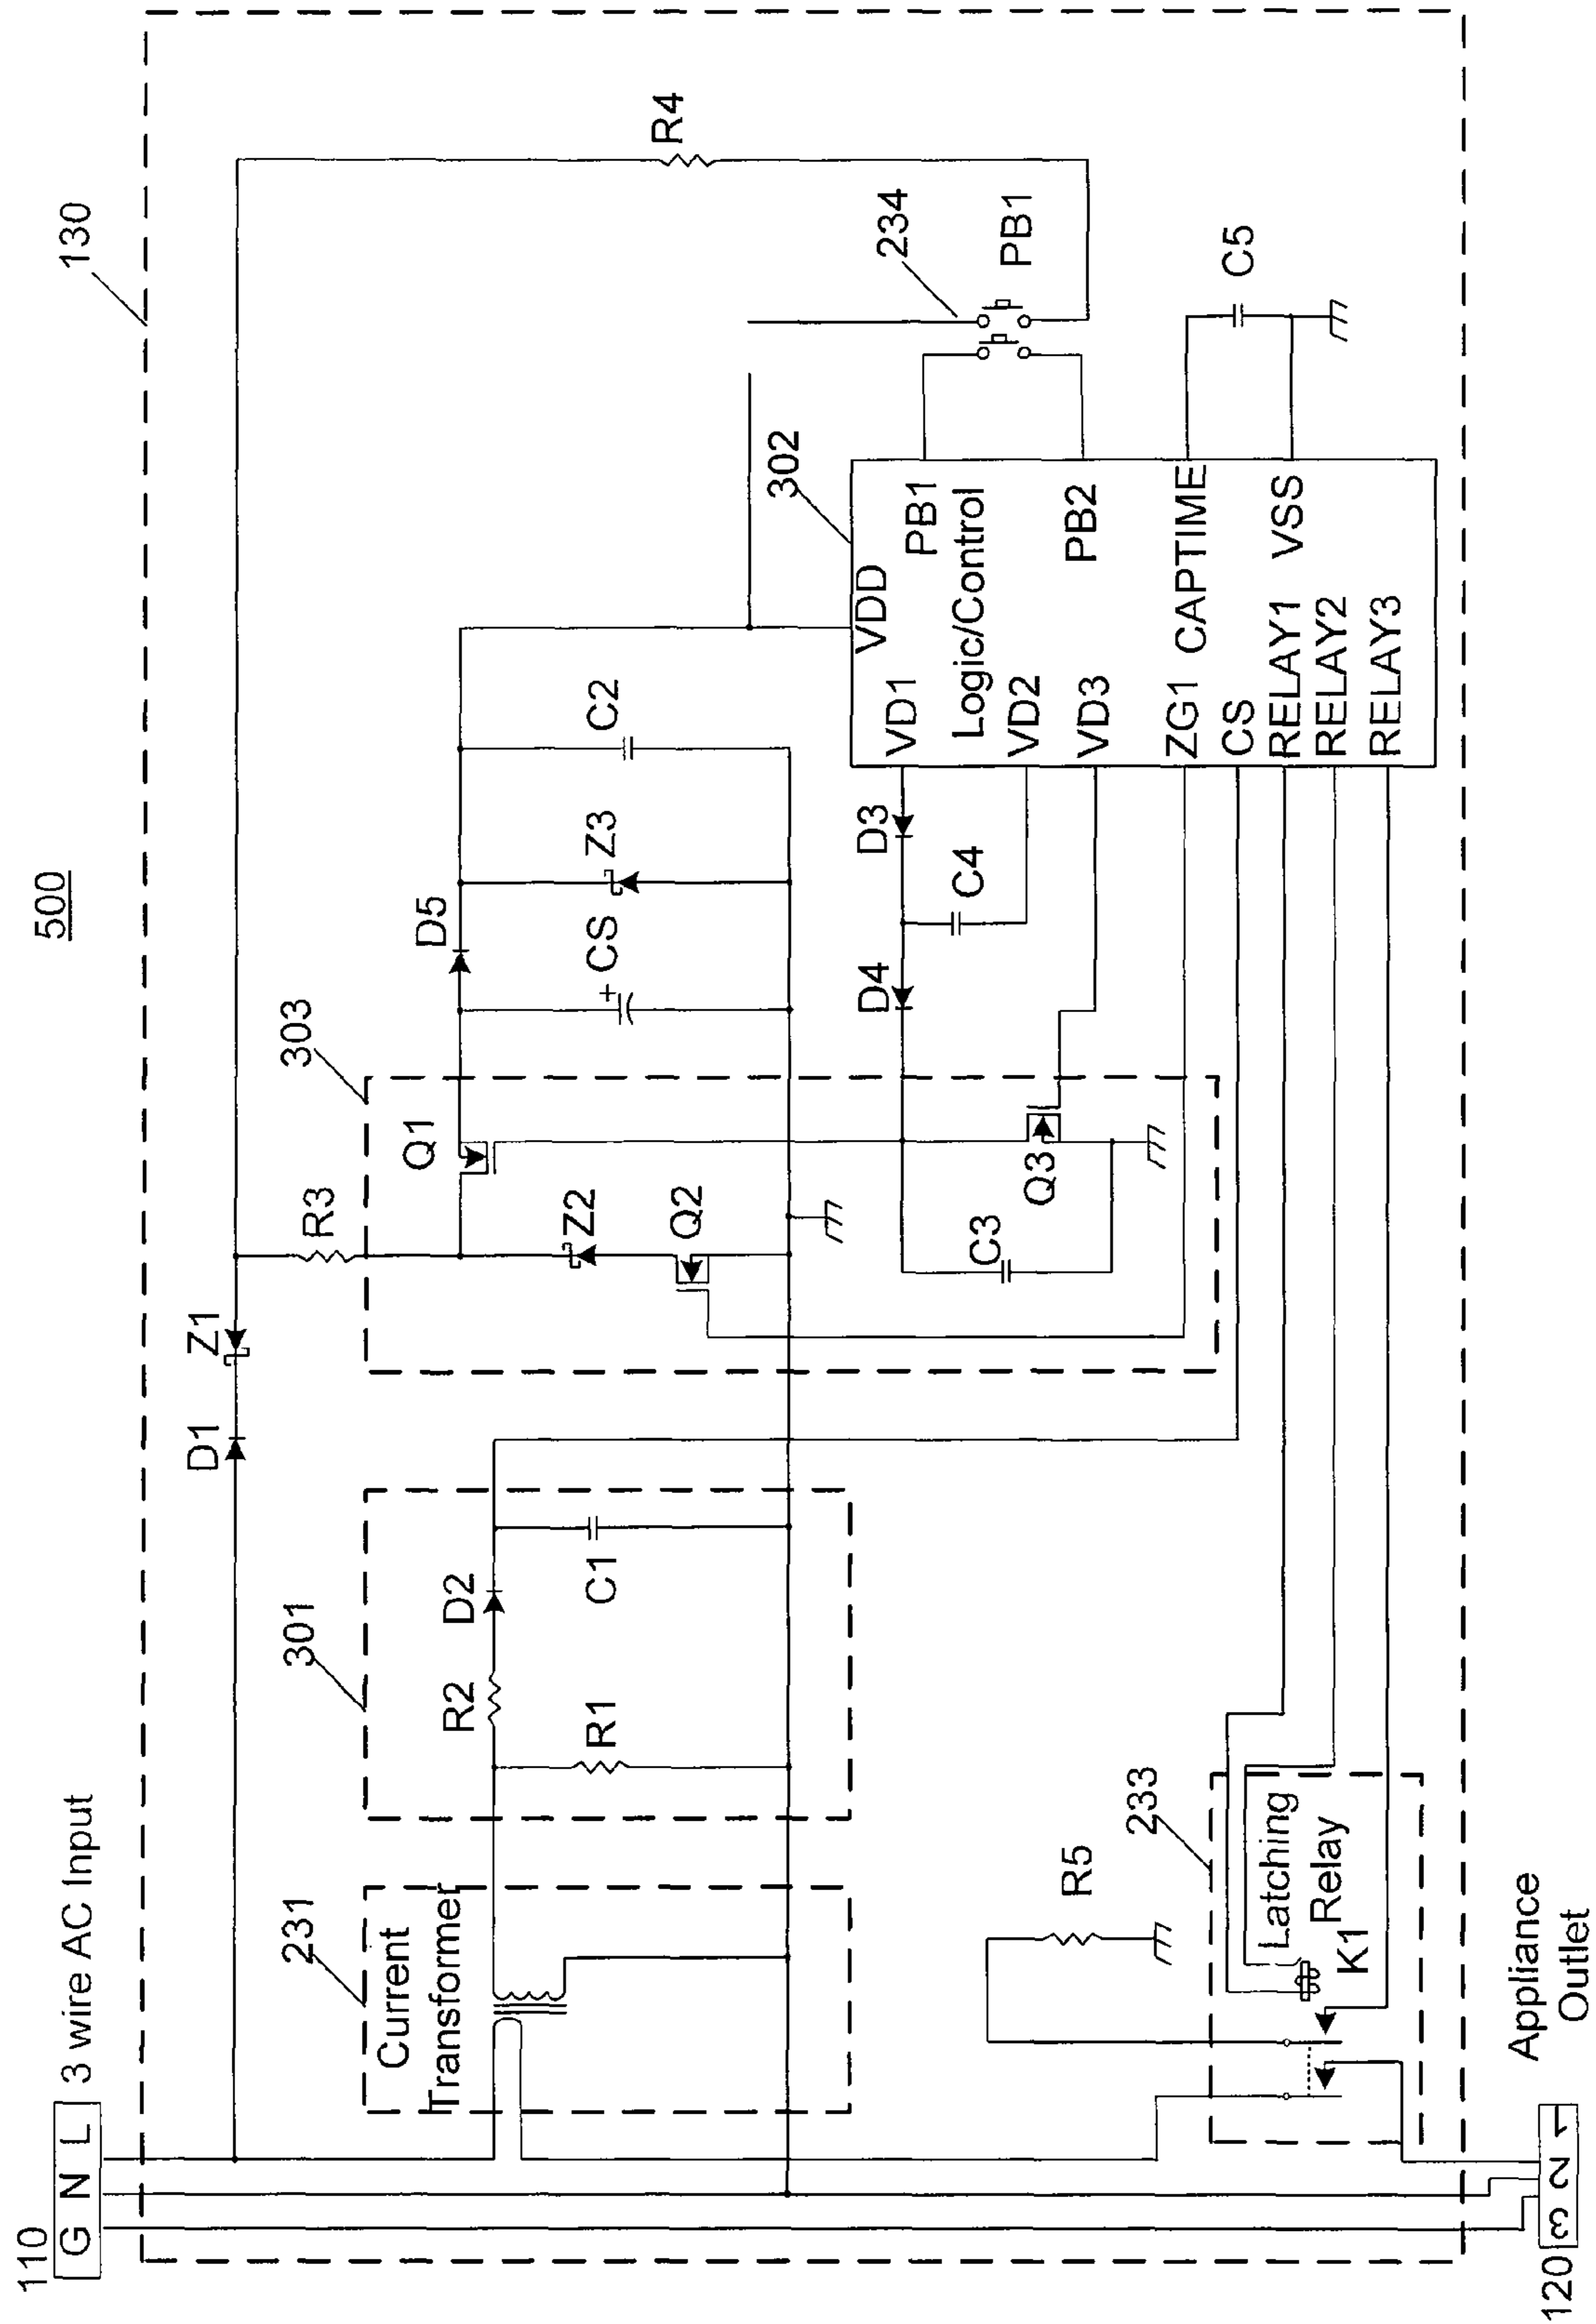 500
130
110
G N L
3 wire AC Input
D1
Z1
R3
R4
303
Q1
Z2
Q2
D5
CS
+
Z3
C2
231
Current
Transformer
301
R2
D2
R1
C1
302
VDD
VD1
PB1
Logic/Control
VD2
PB2
VD3
ZG1
CAPTIME
CS
RELAY1
VSS
RELAY2
RELAY3
D3
D4
C4
Q3
C3
234
PB1
C5
R5
233
Latching
Relay
K1
Appliance
Outlet
120
3 2 1